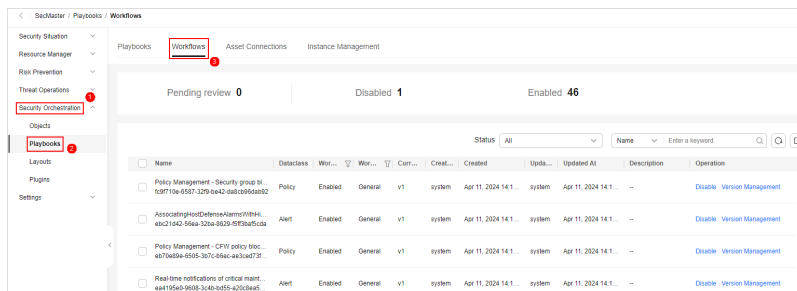 SecMaster / Playbooks / Workflows
Security Situation
Resource Manager
Risk Prevention
Threat Operations
1
Security Orchestration
Objects
Playbooks
2
Layouts
Plugins
Settings
Playbooks Workflows Asset Connections Instance Management
3
Pending review 0 Disabled 1 Enabled 46
Status All Name Enter a keyword.
Name Dataclass Wor... Wor... Curr... Creat... Created Upda... Updated At Description Operation
Policy Management - Security group bl...
fc9f710e-6587-32f9-be42-da8cb96dab92
Policy Enabled General v1 system Apr 11, 2024 14:1... system Apr 11, 2024 14:1... -- Disable Version Management
AssociatingHostDefenseAlarmsWithHi...
ebc21d42-56ea-32ba-8629-f5ff3baf5cda
Alert Enabled General v1 system Apr 11, 2024 14:1... system Apr 11, 2024 14:1... -- Disable Version Management
Policy Management - CFW policy bloc...
eb70e89e-6505-3b7c-b6ec-ae3ced73f...
Policy Enabled General v1 system Apr 11, 2024 14:1... system Apr 11, 2024 14:1... -- Disable Version Management
Real-time notifications of critical maint...
ea4195e0-9608-3c4b-bd55-a20c8ea5...
Alert Enabled General v1 system Apr 11, 2024 14:1... system Apr 11, 2024 14:1... -- Disable Version Management